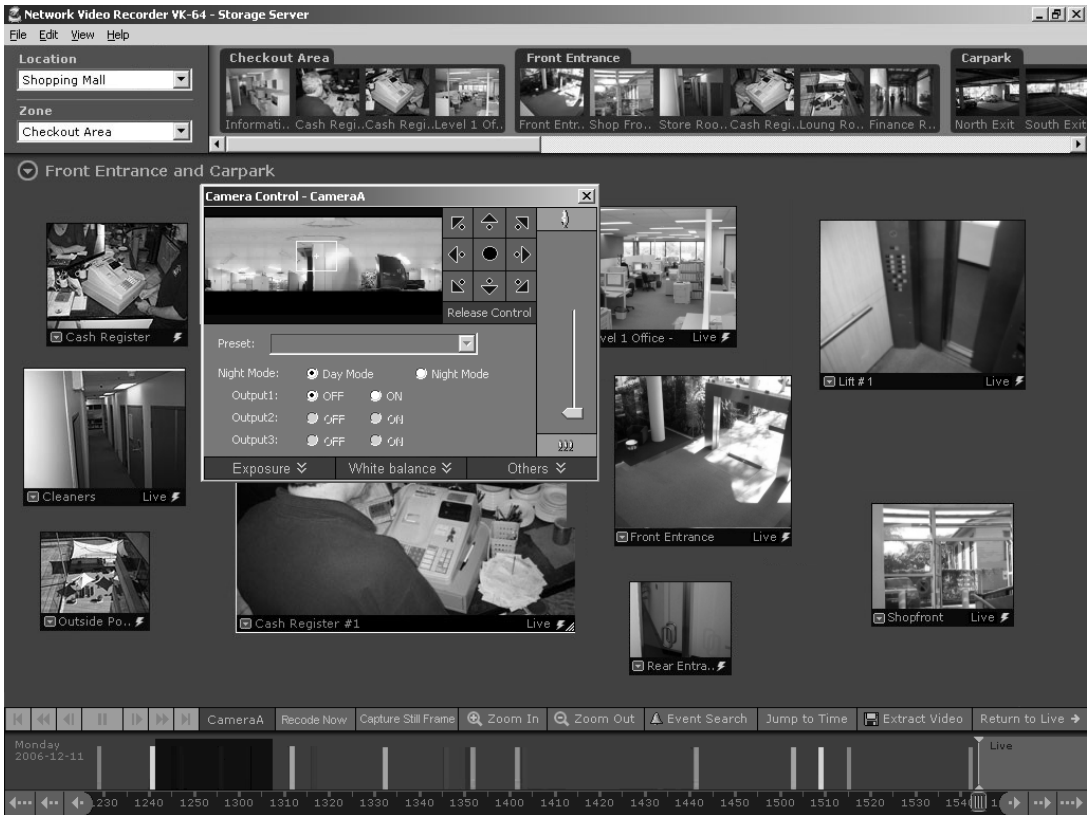 Network Video Recorder VK-64 - Storage Server
File Edit View Help
Location
Shopping Mall
Zone
Checkout Area
Checkout Area
Informati.. Cash Regi.. Cash Regi.. Level 1 Of..
Front Entrance
Front Entr.. Shop Fro.. Store Roo.. Cash Regi.. Loung Ro.. Finance R..
Carpark
North Exit South Exit
Front Entrance and Carpark
Camera Control - CameraA
Release Control
Preset:
Night Mode: Day Mode Night Mode
Output1: OFF ON
Output2: OFF ON
Output3: OFF ON
Exposure White balance Others
Cash Register
vel 1 Office - Live
Lift # 1 Live
Cleaners Live
Front Entrance Live
Outside Po..
Cash Register #1 Live
Shopfront Live
Rear Entra..
CameraA Recode Now Capture Still Frame Zoom In Zoom Out Event Search Jump to Time Extract Video Return to Live
Monday
2006-12-11
Live
1240 1250 1300 1310 1320 1330 1340 1350 1400 1410 1420 1430 1440 1450 1500 1510 1520 1530